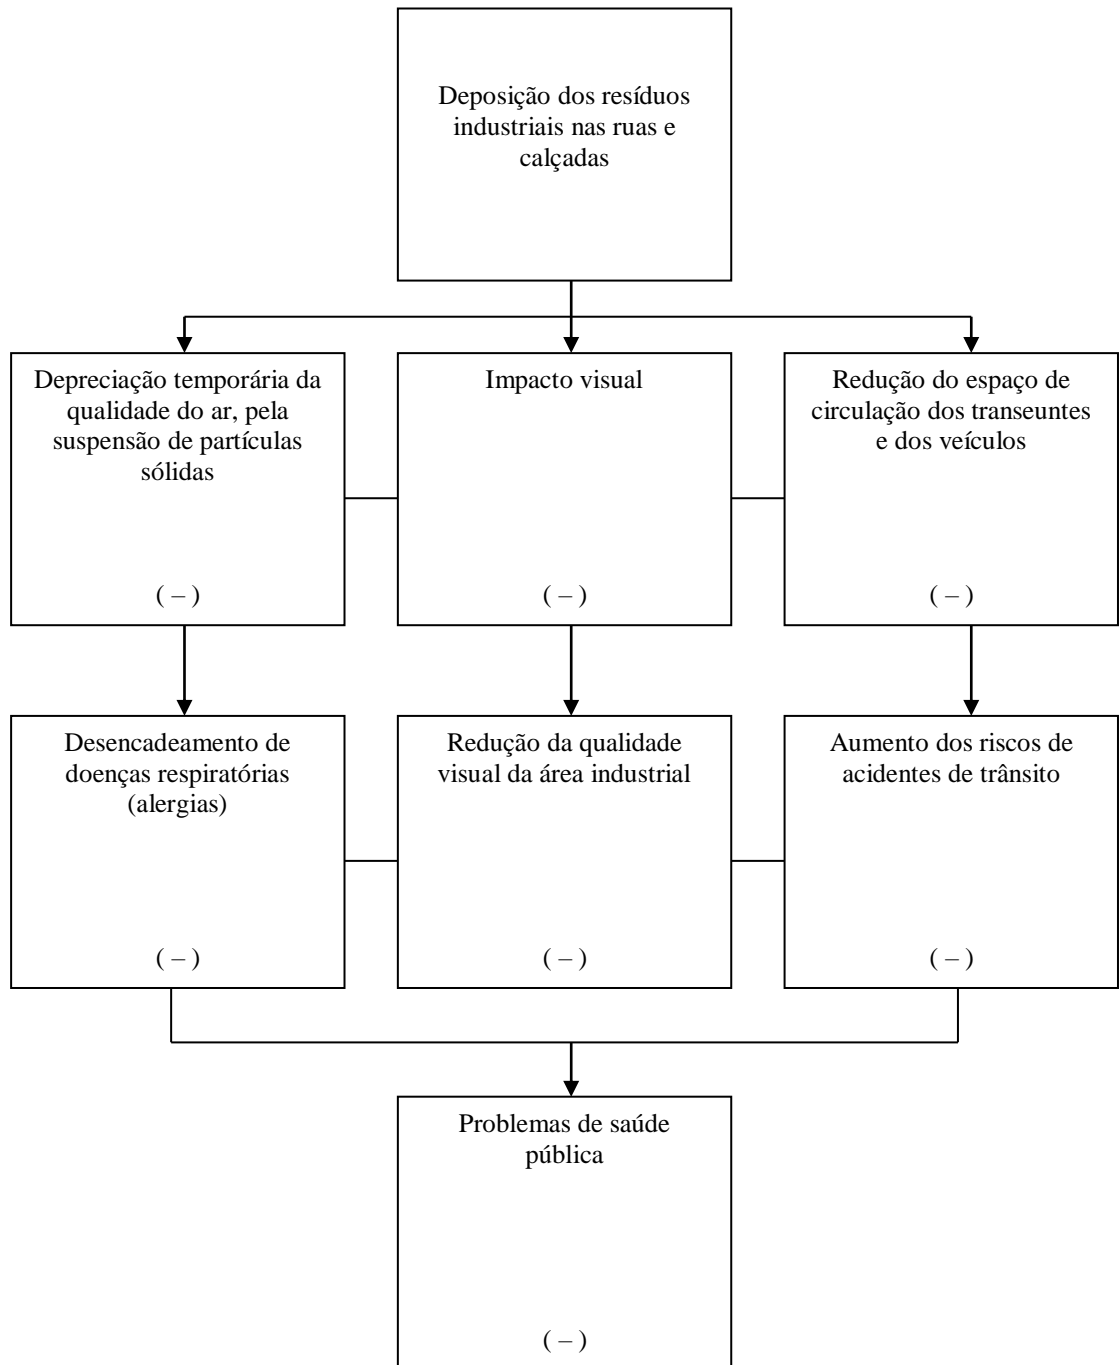 Deposição dos resíduos
industriais nas ruas e
calçadas
Depreciação temporária da
qualidade do ar, pela
suspensão de partículas
sólidas
( – )
Impacto visual
( – )
Redução do espaço de
circulação dos transeuntes
e dos veículos
( – )
Desencadeamento de
doenças respiratórias
(alergias)
( – )
Redução da qualidade
visual da área industrial
( – )
Aumento dos riscos de
acidentes de trânsito
( – )
Problemas de saúde
pública
( – )